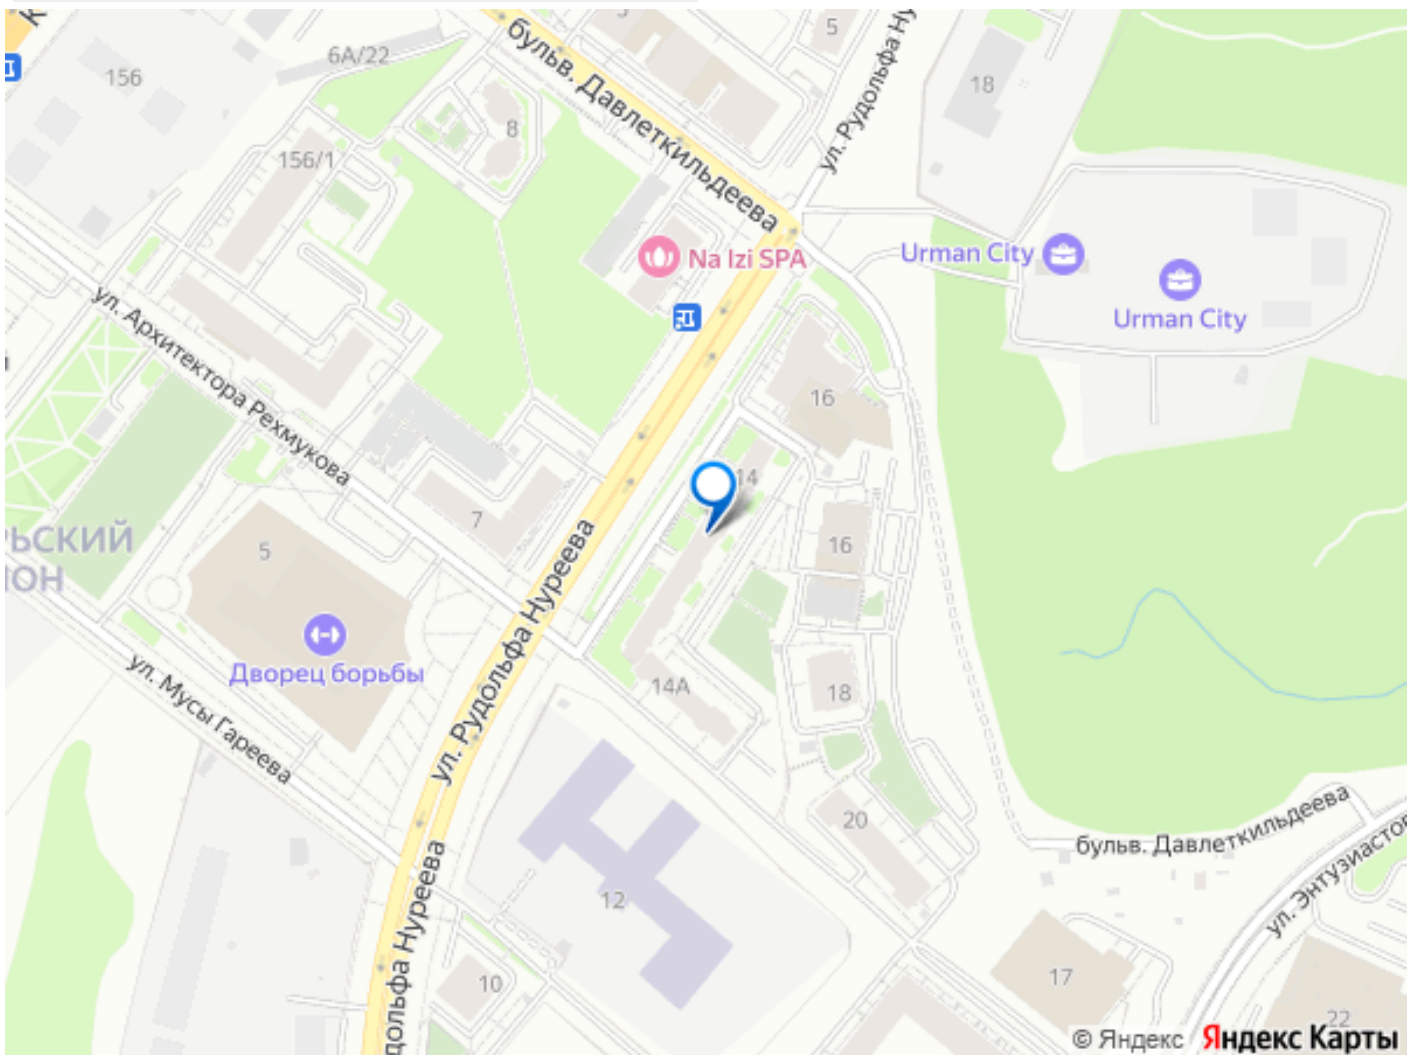 6А/22
156
156/1
8
5
18
бульв. Давлеткильдеева
ул. Рудольфа Ну
Na Izi SPA
Urman City
Urman City
ул. Архитектора Рехмукова
16
14
7
16
ЬСКИЙ
ОН
5
Дворец борьбы
ул. Рудольфа Нуреева
14А
18
ул. Мусы Гареева
20
бульв. Давлеткильдеева
ул. Энтузиастов
12
дольфа Нуреева
10
17
22
© Яндекс Яндекс Карты